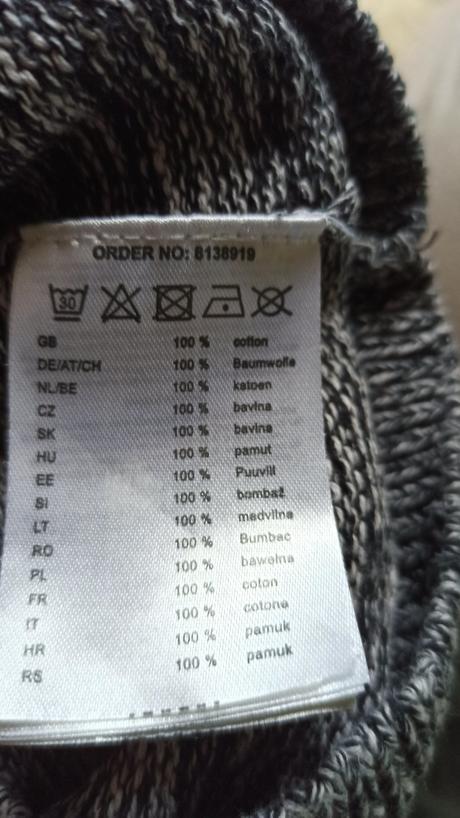 ORDER NO: 8138919
30
GB 100 % cotton
DE/AT/CH 100 % Baumwolle
NL/BE 100 % katoen
CZ 100 % bavlna
SK 100 % bavlna
HU 100 % pamut
EE 100 % Puuvill
SI 100 % bombaž
LT 100 % medvilnė
RO 100 % Bumbac
PL 100 % bawełna
FR 100 % coton
IT 100 % cotone
HR 100 % pamuk
RS 100 % pamuk